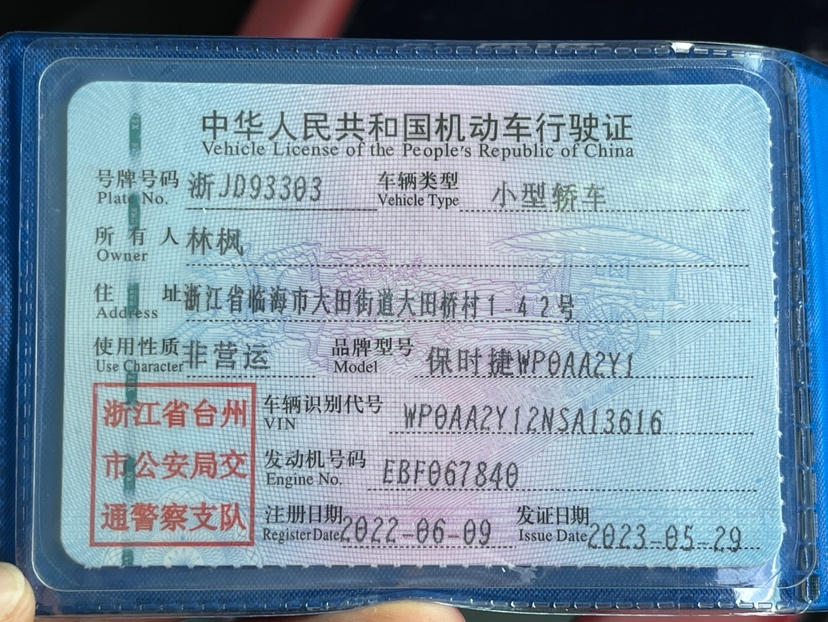 中华人民共和国机动车行驶证
Vehicle License of the People's Republic of China
号牌号码 浙JD93303 车辆类型 小型轿车
Plate No. Vehicle Type
所有人 林枫
Owner
住址 浙江省临海市大田街道大田桥村1-42号
Address
使用性质 非营运 品牌型号 保时捷WP0AA2Y1
Use Character Model
浙江省台州
市公安局交
通警察支队
车辆识别代号 WP0AA2Y12NSA13616
VIN
发动机号码 EBF067840
Engine No.
注册日期 2022-06-09 发证日期 2023-05-29
Register Date Issue Date